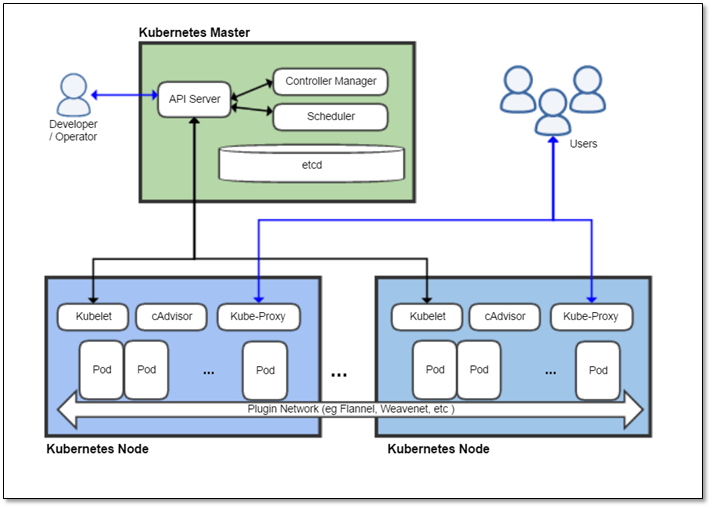 Kubernetes Master
API Server
Controller Manager
Scheduler
etcd
Developer
/ Operator
Users
Kubelet
cAdvisor
Kube-Proxy
Pod
Pod
...
Pod
...
Kubelet
cAdvisor
Kube-Proxy
Pod
Pod
...
Pod
Plugin Network (eg Flannel, Weavenet, etc )
Kubernetes Node
Kubernetes Node